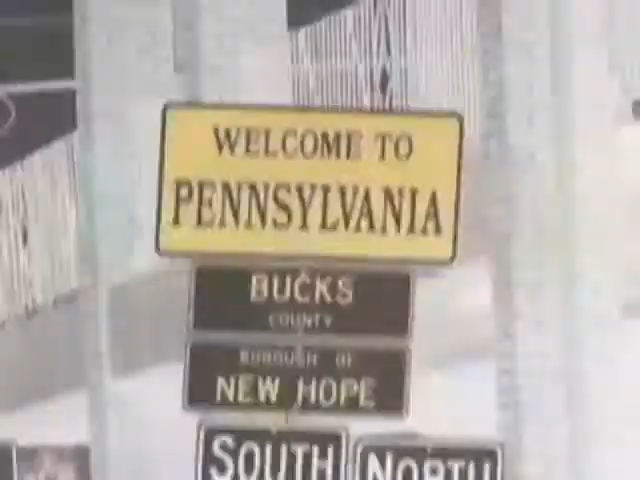 WELCOME TO
PENNSYLVANIA
BUCKS
COUNTY
BOROUGH OF
NEW HOPE
SOUTH NORTH